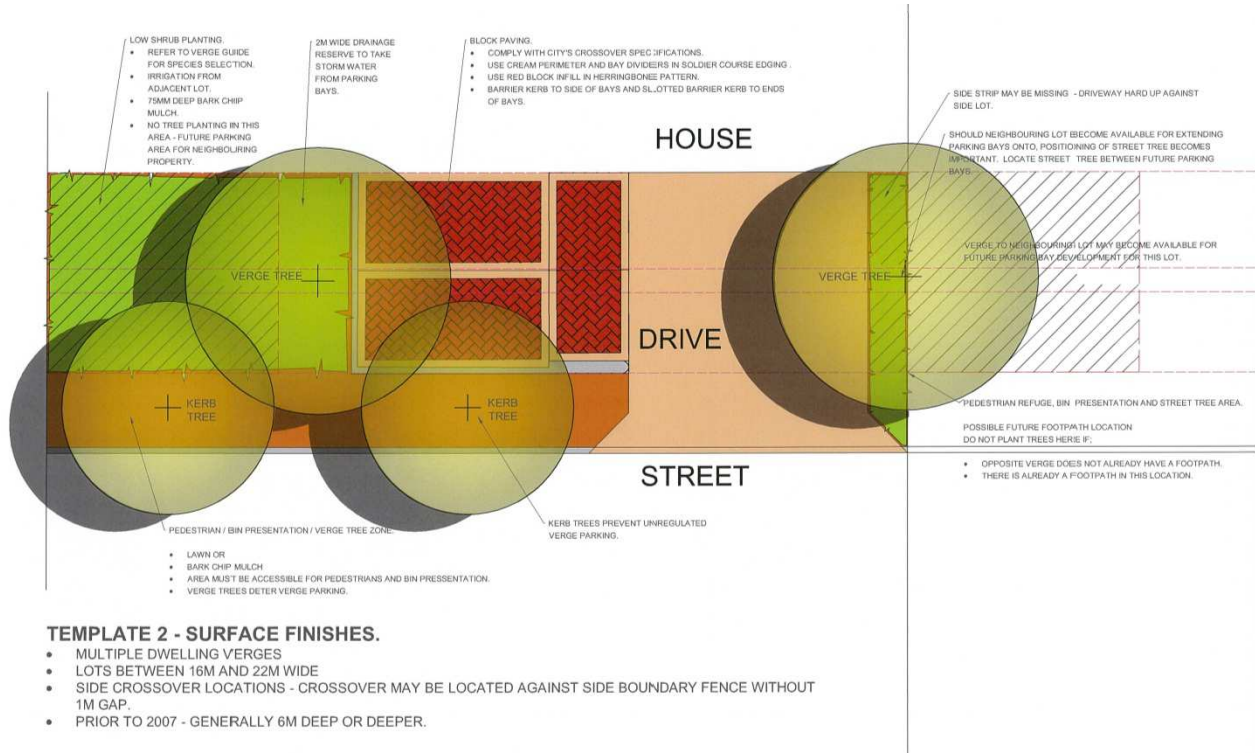 LOW SHRUB PLANTING.
• REFER TO VERGE GUIDE
FOR SPECIES SELECTION.
• IRRIGATION FROM
ADJACENT LOT.
• 75MM DEEP BARK CHIIP
MULCH.
• NO TREE PLANTING IIN THIS
AREA - FUTURE PARKING
AREA FOR NEIGHBOLIRING
PROPERTY.
2M WIDE DRAINAGE
RESERVE TO TAKE
STORM WATER
FROM PARKING
BAYS.
BLOCK PAVING.
• COMPLY WITH CITY'S CROSSOVER SPECIFICATIONS.
• USE CREAM PERIMETER AND BAY DIVIDERS IN SOLDIER COURSE EDGING .
• USE RED BLOCK INFILL IN HERRINGBONE PATTERN.
• BARRIER KERB TO SIDE OF BAYS AND SLOTTED BARRIER KERB TO ENDS
OF BAYS.
SIDE STRIP MAY BE MISSING - DRIVEWAY HARD UP AGAINST
SIDE LOT.
SHOULD NEIGHBOURING LOT BECOME AVAILABLE FOR EXTENDING
PARKING BAYS ONTO, POSITIONING OF STREET TREE BECOMES
IMPORTANT. LOCATE STREET TREE BETWEEN FUTURE PARKING
BAYS
HOUSE
VERGE TO NEIGHBOURING LOT MAY BECOME AVAILABLE FOR
FUTURE PARKING BAY DEVELOPMENT FOR THIS LOT.
VERGE TREE
VERGE TREE
DRIVE
KERB
TREE
KERB
TREE
PEDESTRIAN REFUGE, BIN PRESENTATION AND STREET TREE AREA.
POSSIBLE FUTURE FOOTPATH LOCATION
DO NOT PLANT TREES HERE IF;
• OPPOSITE VERGE DOES NOT ALREADY HAVE A FOOTPATH.
• THERE IS ALREADY A FOOTPATH IN THIS LOCATION.
STREET
PEDESTRIAN / BIN PRESENTATION / VERGE TREE ZONE.
• LAWN OR
• BARK CHIP MULCH
• AREA MUST BE ACCESSIBLE FOR PEDESTRIANS AND BIN PRESSENTATION.
• VERGE TREES DETER VERGE PARKING.
KERB TREES PREVENT UNREGULATED
VERGE PARKING.
TEMPLATE 2 - SURFACE FINISHES.
• MULTIPLE DWELLING VERGES
• LOTS BETWEEN 16M AND 22M WIDE
• SIDE CROSSOVER LOCATIONS - CROSSOVER MAY BE LOCATED AGAINST SIDE BOUNDARY FENCE WITHOUT
1M GAP.
• PRIOR TO 2007 - GENERALLY 6M DEEP OR DEEPER.